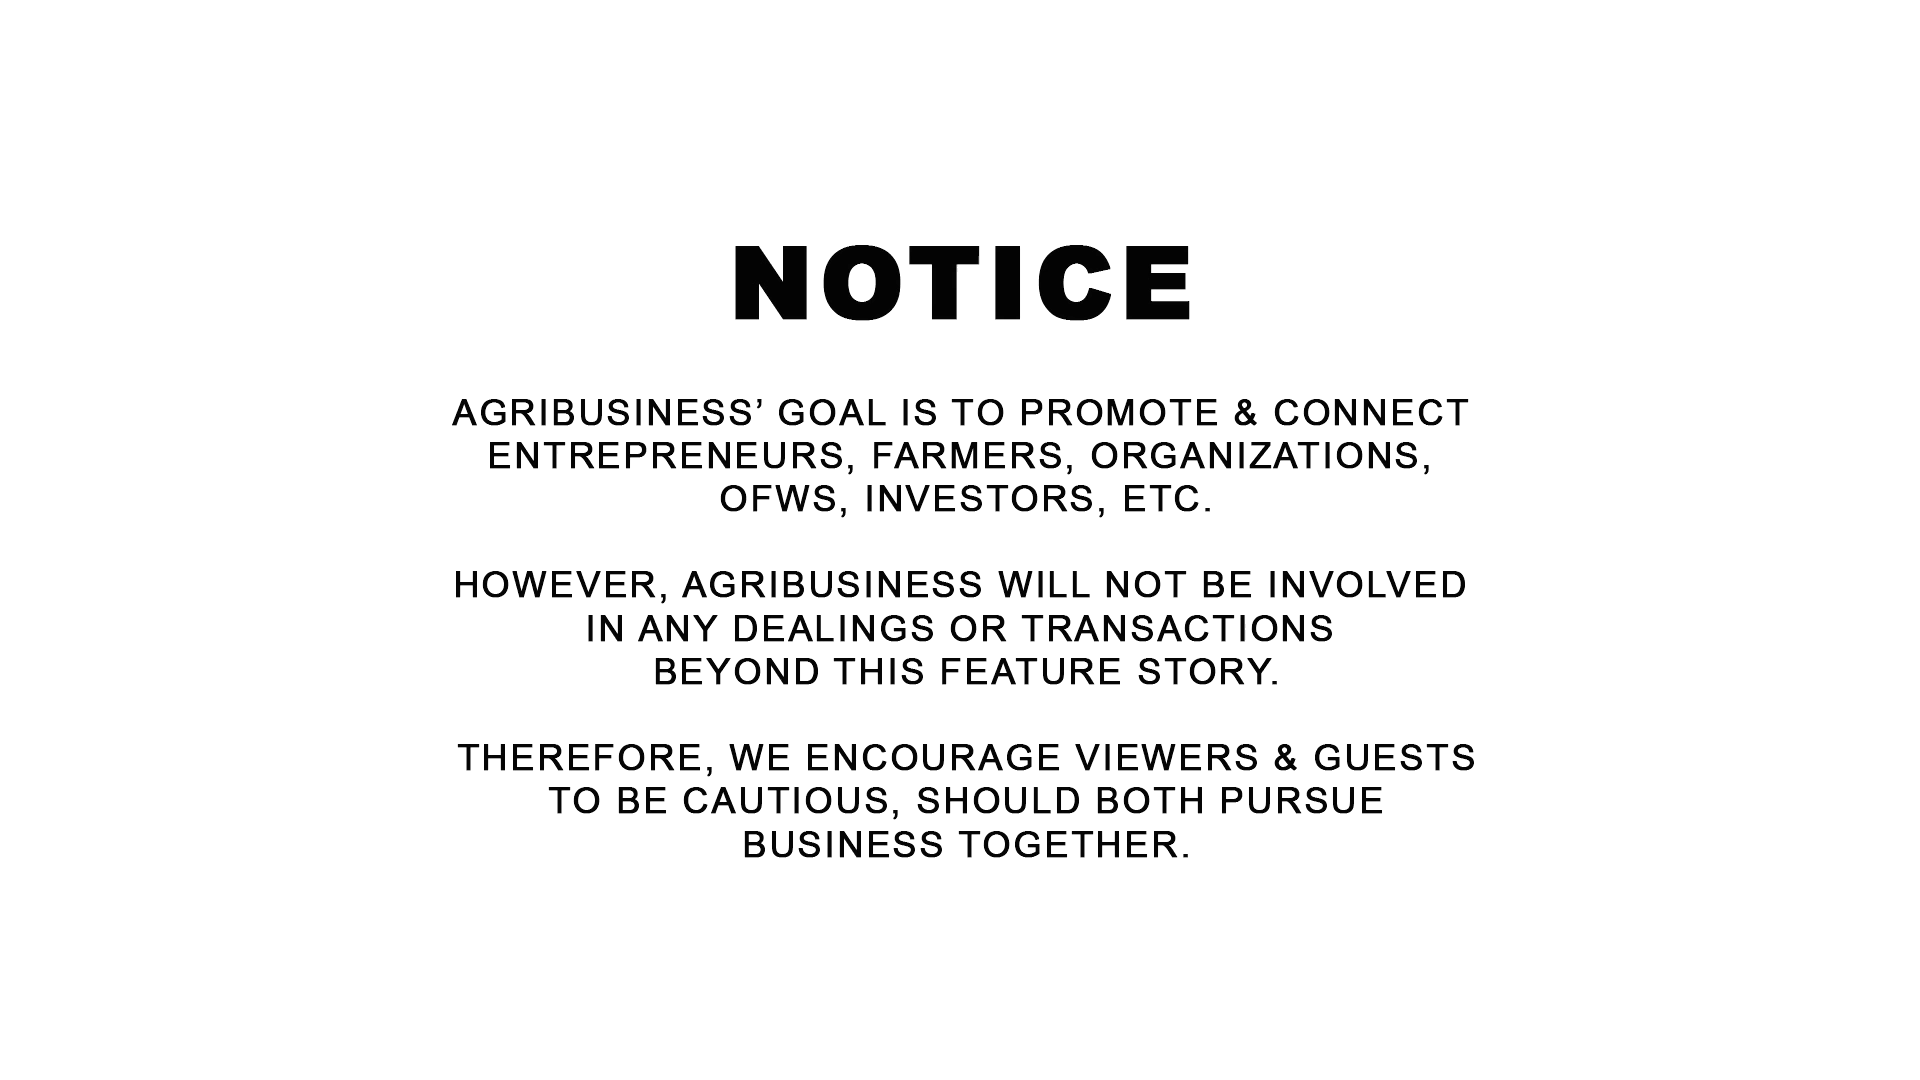 NOTICE
AGRIBUSINESS’ GOAL IS TO PROMOTE & CONNECT
ENTREPRENEURS, FARMERS, ORGANIZATIONS,
OFWS, INVESTORS, ETC.
HOWEVER, AGRIBUSINESS WILL NOT BE INVOLVED
IN ANY DEALINGS OR TRANSACTIONS
BEYOND THIS FEATURE STORY.
THEREFORE, WE ENCOURAGE VIEWERS & GUESTS
TO BE CAUTIOUS, SHOULD BOTH PURSUE
BUSINESS TOGETHER.